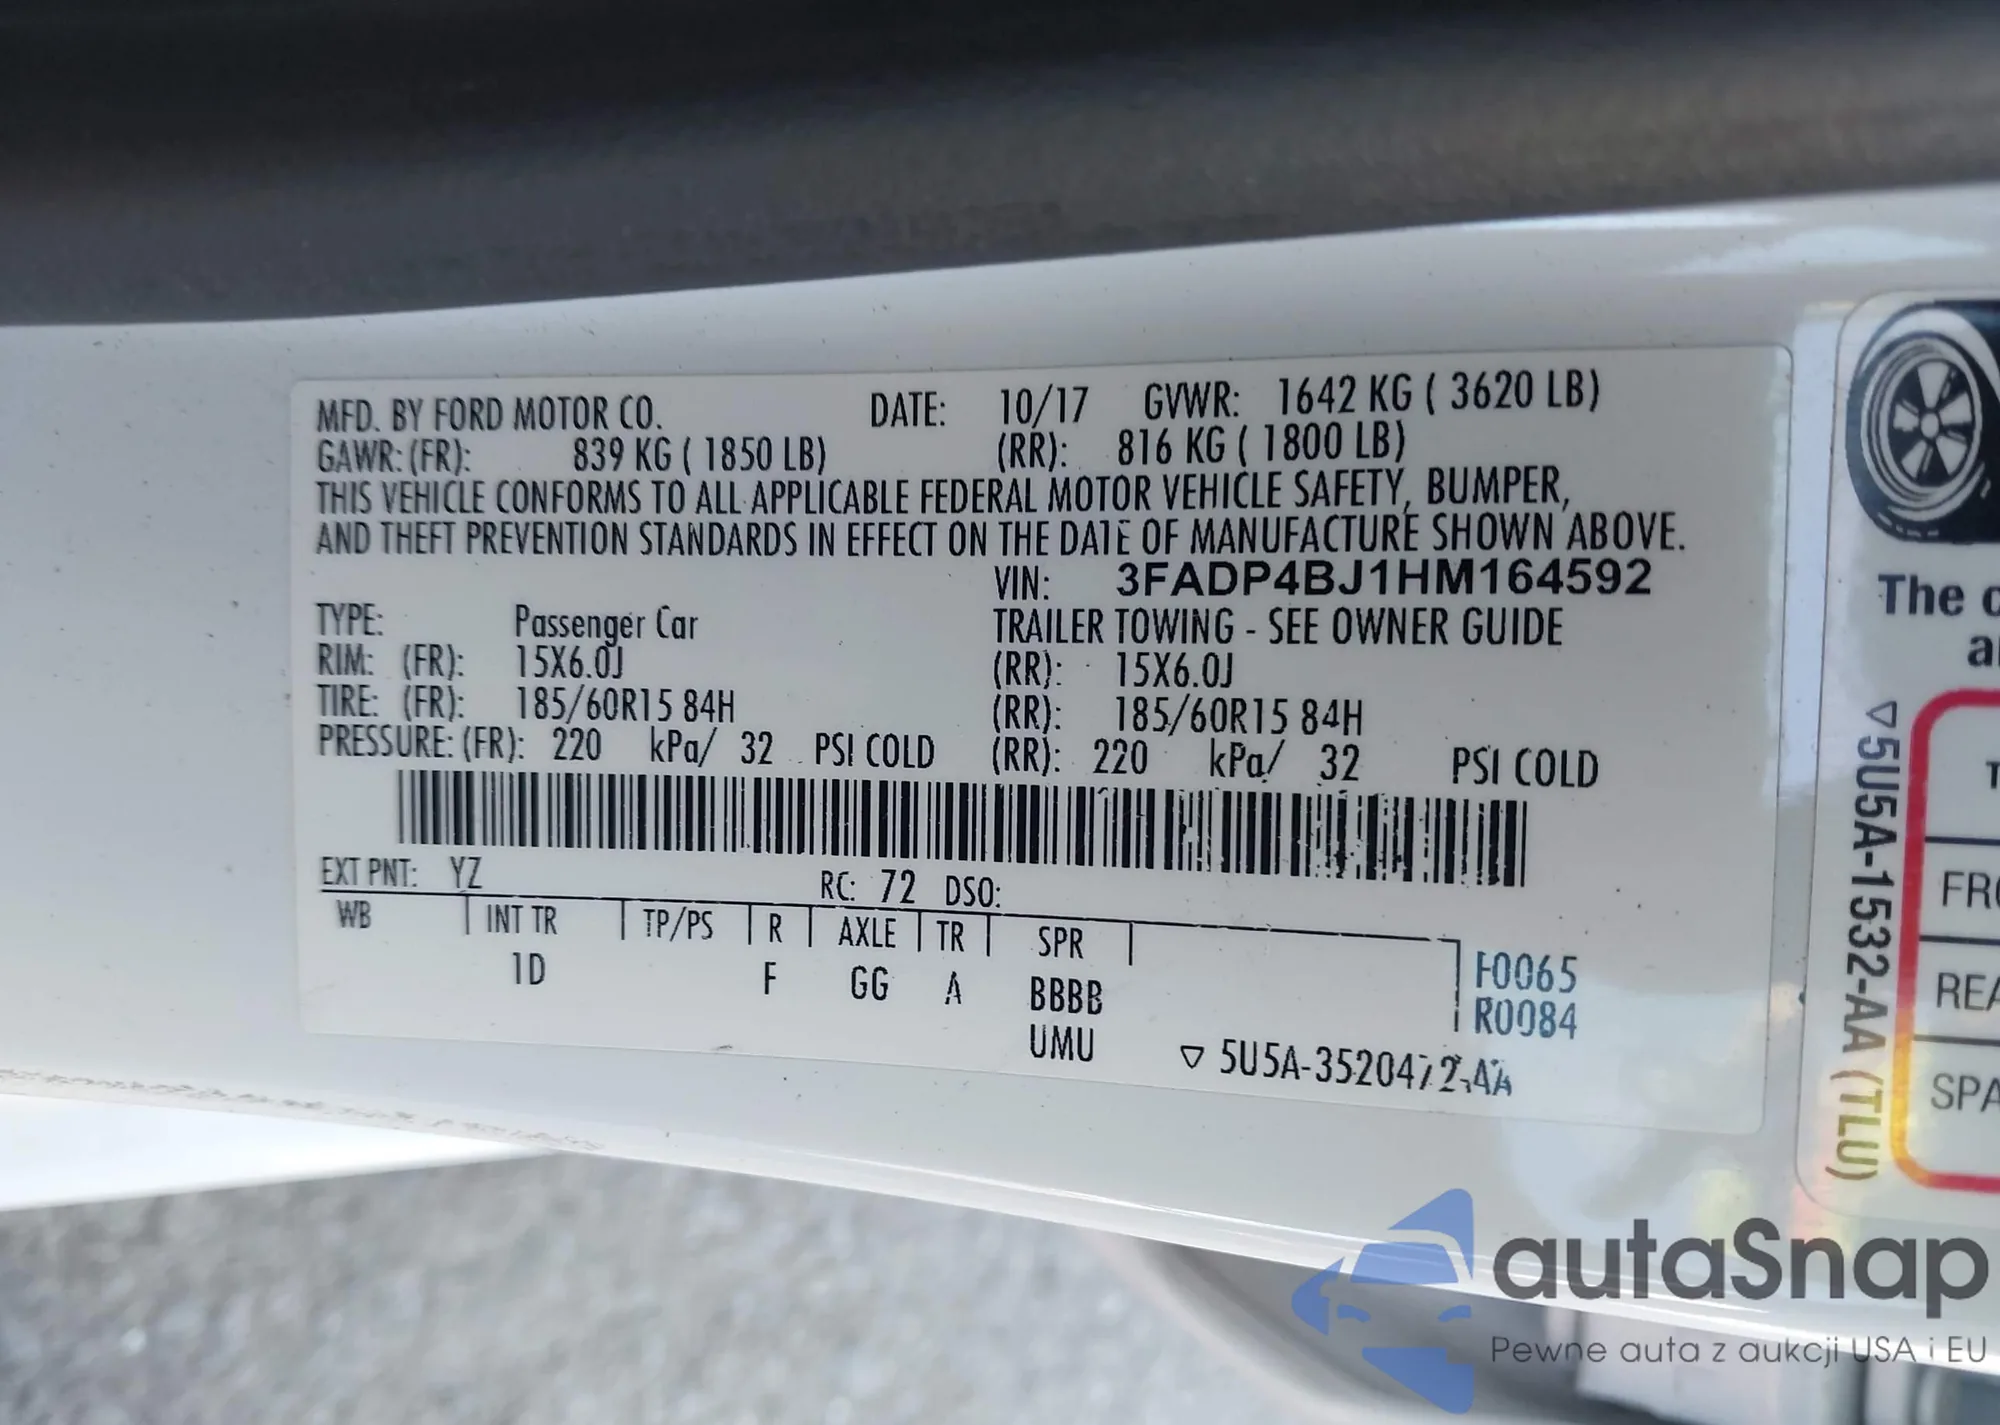 MFD. BY FORD MOTOR CO. DATE: 10/17 GVWR: 1642 KG ( 3620 LB)
GAWR: (FR): 839 KG ( 1850 LB) (RR): 816 KG ( 1800 LB)
THIS VEHICLE CONFORMS TO ALL APPLICABLE FEDERAL MOTOR VEHICLE SAFETY, BUMPER,
AND THEFT PREVENTION STANDARDS IN EFFECT ON THE DATE OF MANUFACTURE SHOWN ABOVE.
VIN: 3FADP4BJ1HM164592
TYPE: Passenger Car TRAILER TOWING - SEE OWNER GUIDE
RIM: (FR): 15X6.0J (RR): 15X6.0J
TIRE: (FR): 185/60R15 84H (RR): 185/60R15 84H
PRESSURE: (FR): 220 kPa/ 32 PSI COLD (RR): 220 kPa/ 32 PSI COLD
EXT PNT: YZ RC: 72 DSO:
WB INT TR TP/PS R AXLE TR SPR
1D F GG A BBBB
UMU
F0065
R0084
▽ 5U5A-3520472-AA
The
▽5U5A-1532-AA (TLU)
autaSnap
Pewne auta z aukcji USA i EU